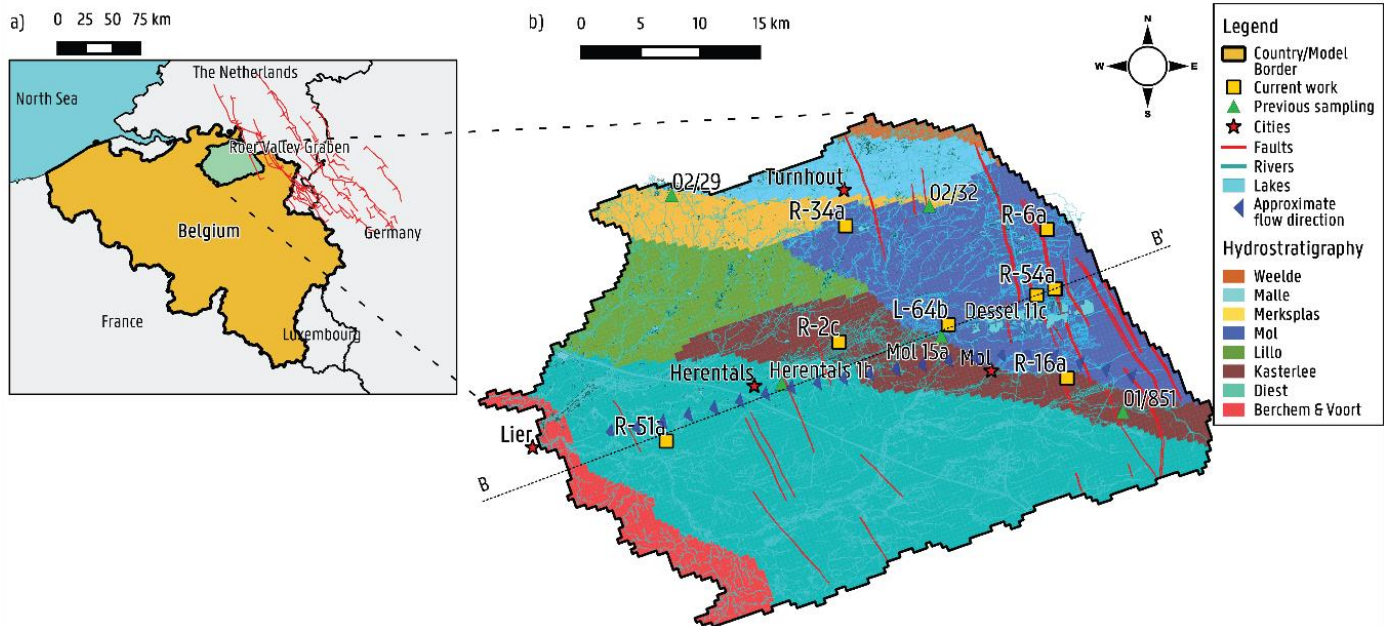 a)
0 25 50 75 km
The Netherlands
North Sea
Roer Valley Graben
Belgium
Germany
France
Luxembourg
b)
0 5 10 15 km
N
W
E
S
02/29
Turnhout
02/32
R-34a
R-6a
B'
R-54a
L-64b
Dessel 11c
R-2c
Mol 15a
Mol
R-16a
Herentals
Herentals 1b
01/851
R-51a
Lier
B
Legend
Country/Model
Border
Current work
Previous sampling
Cities
Faults
Rivers
Lakes
Approximate
flow direction
Hydrostratigraphy
Weelde
Malle
Merksplas
Mol
Lillo
Kasterlee
Diest
Berchem & Voort